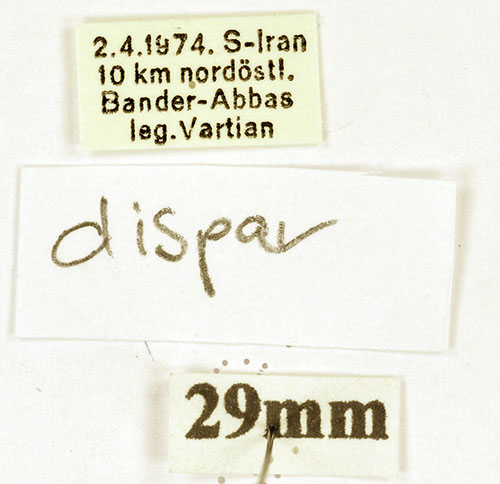 2.4.1974. S-Iran
10 km nordöstl.
Bander-Abbas
leg.Vartian
dispar
29mm